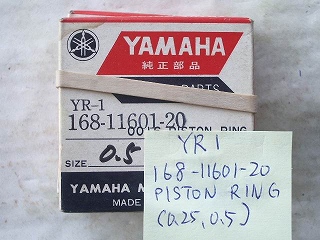 YAMAHA
純正部品
PARTS
YR-1
168-11601-20
PISTON RING
SIZE 0.5
YAMAHA M
MADE
YR1
168-11601-20
PISTON RING
(0.25, 0.5)